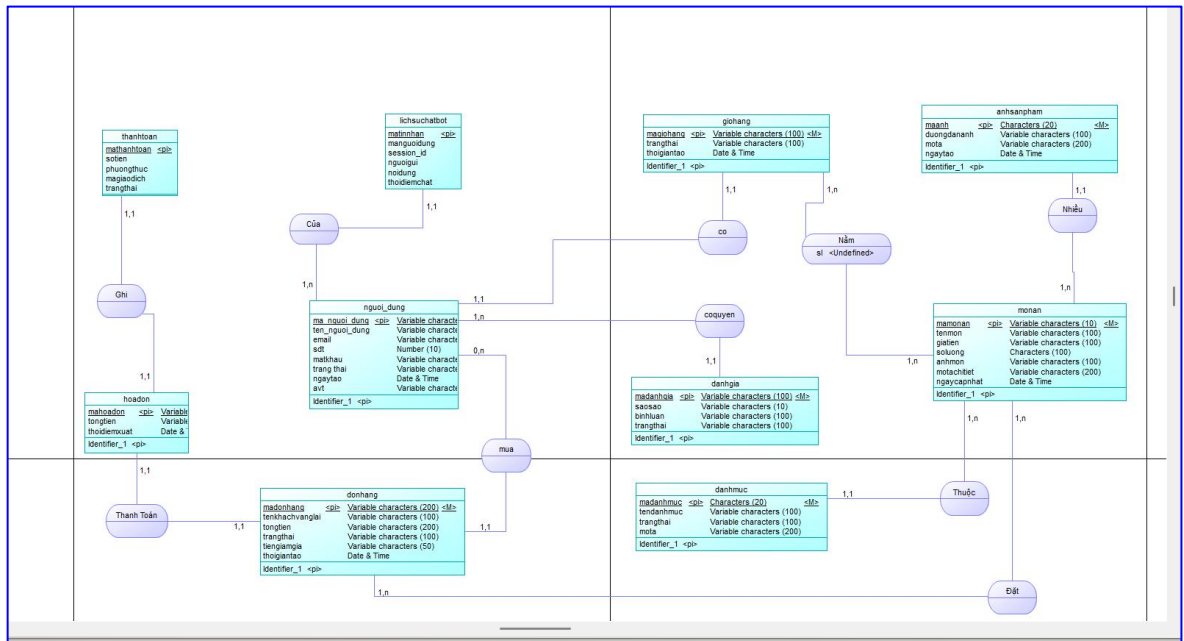 thanhtoan
mathanhtoan <pi>
sotien
phuongthuc
magiaodich
trangthai
1,1
Ghi
1,1
hoadon
mahoadon <pi> Variable
tongtien Variable
thoidiemxuat Date &
Identifier_1 <pi>
1,1
Thanh Toán
1,1
lichsuchatbot
matinnhan <pi>
manguoidung
session_id
nguoigui
noidung
thoidiemchat
1,1
Của
1,n
nguoi_dung
ma_nguoi_dung <pi> Variable characte
ten_nguoi_dung Variable characte
email Variable characte
sdt Number (10)
matkhau Variable characte
trang thai Variable characte
ngaytao Date & Time
avt Variable characte
Identifier_1 <pi>
1,1
1,n
0,n
mua
1,1
donhang
madonhang <pi> Variable characters (200) <M>
tenkhachvanglai Variable characters (100)
tongtien Variable characters (200)
trangthai Variable characters (100)
tiengiamgia Variable characters (50)
thoigiantao Date & Time
Identifier_1 <pi>
1,n
giohang
magiohang <pi> Variable characters (100) <M>
trangthai Variable characters (100)
thoigiantao Date & Time
Identifier_1 <pi>
1,1
1,n
co
Nằm
sl <Undefined>
1,n
coquyen
1,1
danhgia
madanhgia <pi> Variable characters (100) <M>
saosao Variable characters (10)
binhluan Variable characters (100)
trangthai Variable characters (100)
Identifier_1 <pi>
danhmuc
madanhmuc <pi> Characters (20) <M>
tendanhmuc Variable characters (100)
trangthai Variable characters (100)
mota Variable characters (200)
Identifier_1 <pi>
1,1
anhsanpham
maanh <pi> Characters (20) <M>
duongdananh Variable characters (100)
mota Variable characters (200)
ngaytao Date & Time
Identifier_1 <pi>
1,1
Nhiều
1,n
monan
mamonan <pi> Variable characters (10) <M>
tenmon Variable characters (100)
giatien Variable characters (100)
soluong Characters (100)
anhmon Variable characters (100)
motachitiet Variable characters (200)
ngaycapnhat Date & Time
Identifier_1 <pi>
1,n
1,n
Thuộc
Đặt